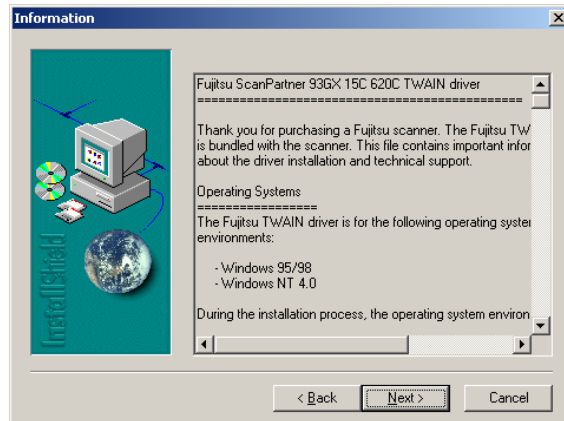 Information
Fujitsu ScanPartner 93GX 15C 620C TWAIN driver
==============================================
Thank you for purchasing a Fujitsu scanner. The Fujitsu TW
is bundled with the scanner. This file contains important infor
about the driver installation and technical support.
Operating Systems
=================
The Fujitsu TWAIN driver is for the following operating syster
environments:
- Windows 95/98
- Windows NT 4.0
During the installation process, the operating system environ
InstallShield
< Back
Next >
Cancel